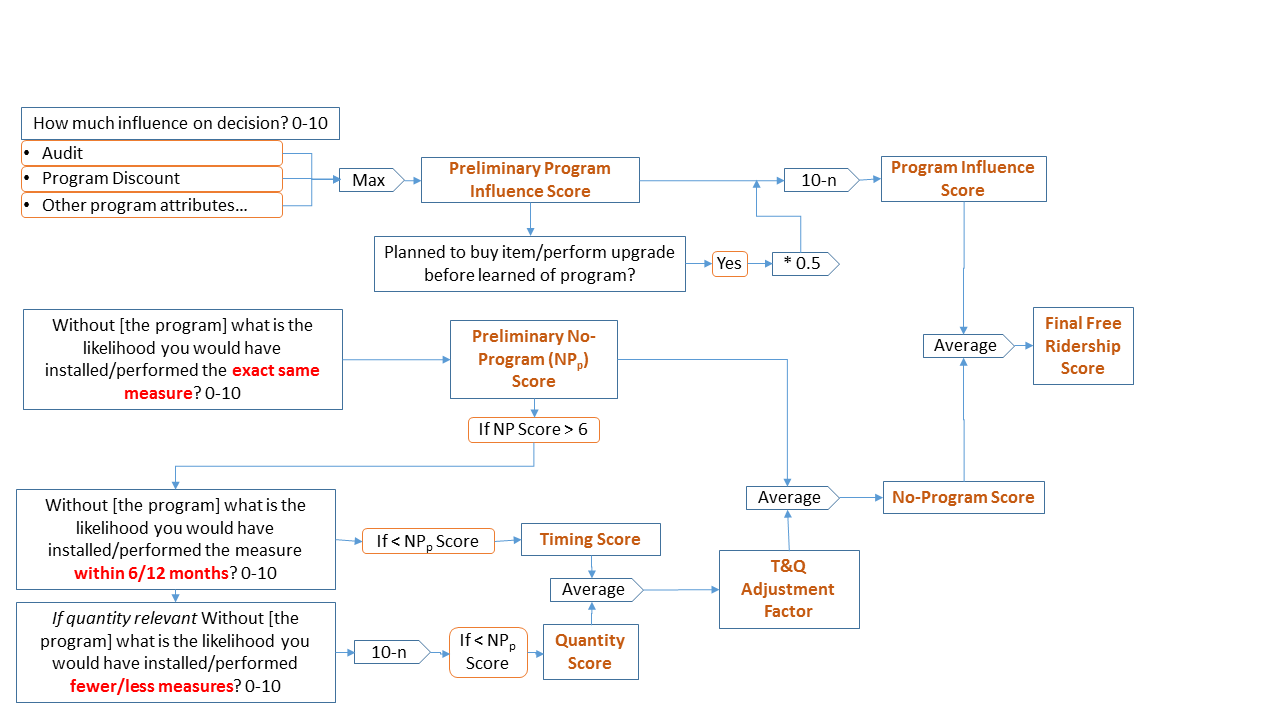 How much influence on decision? 0-10
• Audit
• Program Discount
• Other program attributes...
Max
Preliminary Program
Influence Score
10-n
Program Influence
Score
Planned to buy item/perform upgrade
before learned of program?
Yes
* 0.5
Without [the program] what is the
likelihood you would have
installed/performed the exact same
measure? 0-10
Preliminary No-
Program (NPp)
Score
If NP Score > 6
Average
Final Free
Ridership
Score
Without [the program] what is the
likelihood you would have
installed/performed the measure
within 6/12 months? 0-10
If < NPp Score
Timing Score
Average
No-Program Score
Average
T&Q
Adjustment
Factor
If quantity relevant Without [the
program] what is the likelihood you
would have installed/performed
fewer/less measures? 0-10
10-n
If < NPp
Score
Quantity
Score